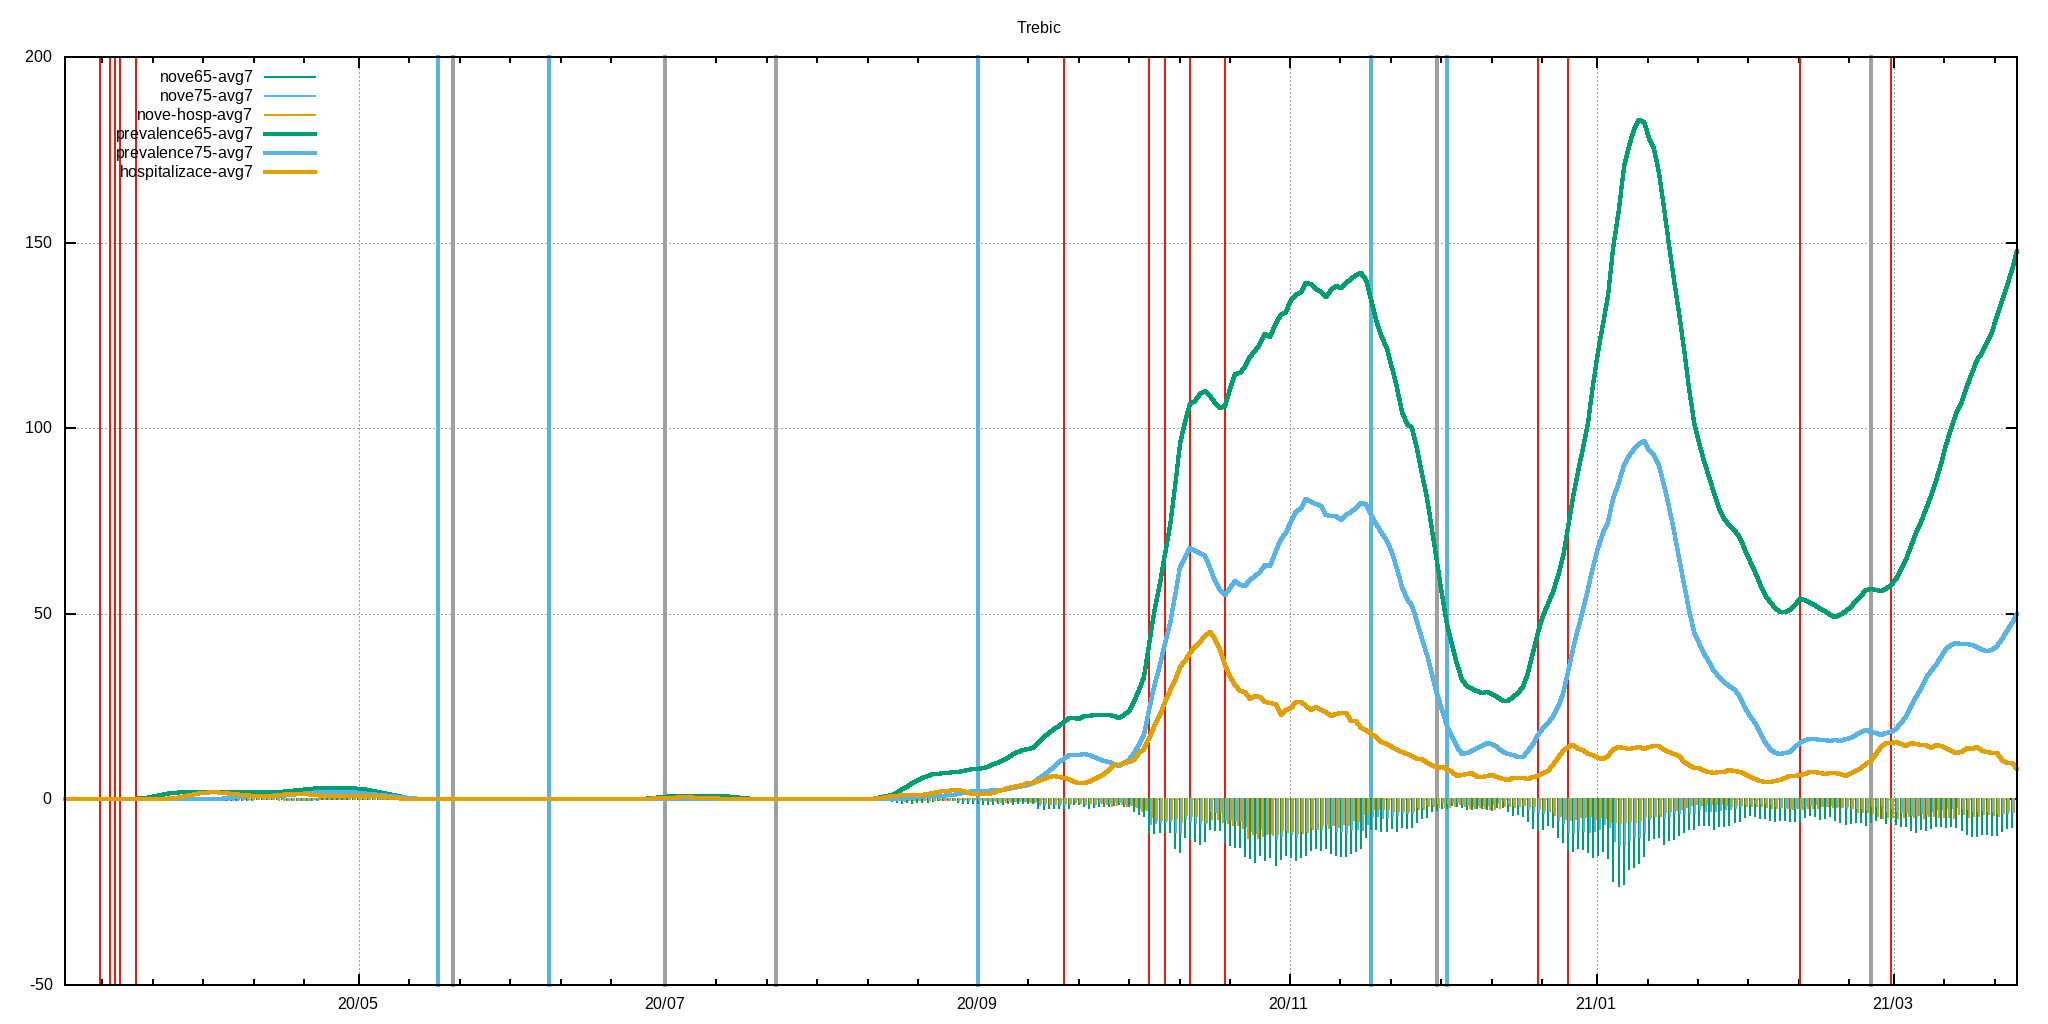 Trebic
200
nove65-avg7
nove75-avg7
nove-hosp-avg7
prevalence65-avg7
prevalence75-avg7
hospitalizace-avg7
150
100
50
0
-50
20/05 20/07 20/09 20/11 21/01 21/03